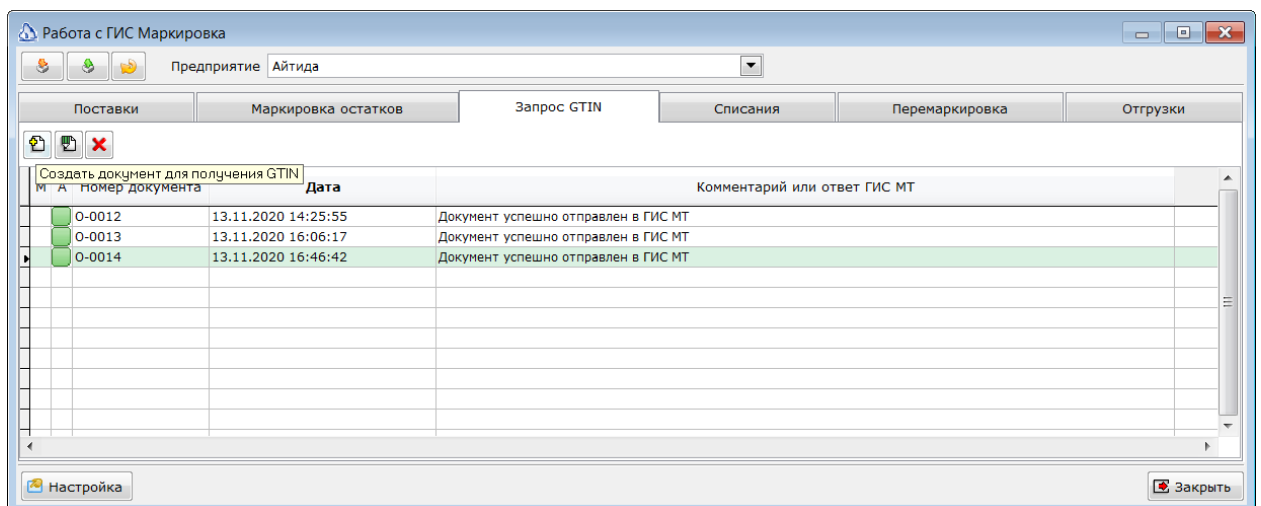 Работа с ГИС Маркировка
Предприятие Айтида
Поставки Маркировка остатков Запрос GTIN Списания Перемаркировка Отгрузки
Создать документ для получения GTIN
М А Номер документа Дата Комментарий или ответ ГИС МТ
О-0012 13.11.2020 14:25:55 Документ успешно отправлен в ГИС МТ
О-0013 13.11.2020 16:06:17 Документ успешно отправлен в ГИС МТ
О-0014 13.11.2020 16:46:42 Документ успешно отправлен в ГИС МТ
Настройка Закрыть